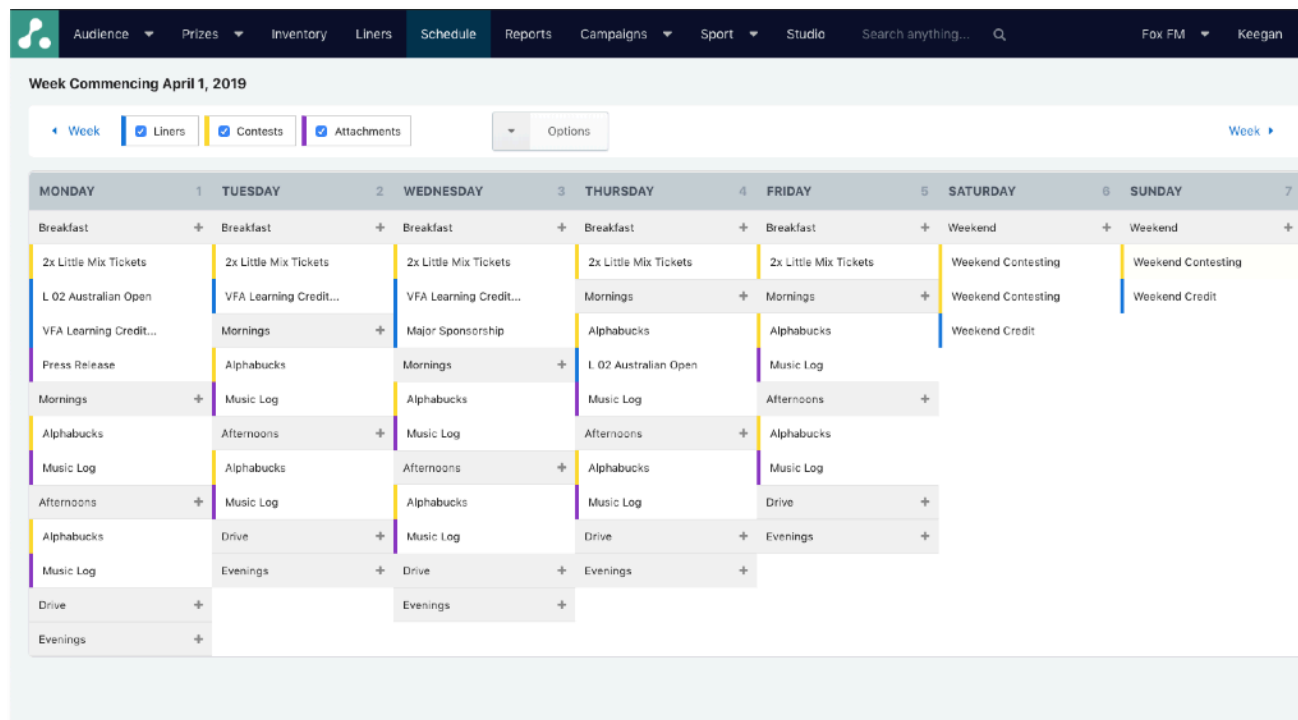 Audience Prizes Inventory Liners Schedule Reports Campaigns Sport Studio Search anything... Fox FM Keegan
Week Commencing April 1, 2019
Week Liners Contests Attachments Options Week
MONDAY 1 TUESDAY 2 WEDNESDAY 3 THURSDAY 4 FRIDAY 5 SATURDAY 6 SUNDAY 7
Breakfast + Breakfast + Breakfast + Breakfast + Breakfast + Weekend + Weekend +
2x Little Mix Tickets 2x Little Mix Tickets 2x Little Mix Tickets 2x Little Mix Tickets 2x Little Mix Tickets Weekend Contesting Weekend Contesting
L 02 Australian Open VFA Learning Credit... VFA Learning Credit... Mornings + Mornings + Weekend Contesting Weekend Credit
VFA Learning Credit... Mornings + Major Sponsorship Alphabucks Alphabucks Weekend Credit
Press Release Alphabucks Mornings + L 02 Australian Open Music Log
Mornings + Music Log Alphabucks Music Log Afternoons +
Alphabucks Afternoons + Music Log Afternoons + Alphabucks
Music Log Alphabucks Afternoons + Alphabucks Music Log
Afternoons + Music Log Alphabucks Music Log Drive +
Alphabucks Drive + Music Log Drive + Evenings +
Music Log Evenings + Drive + Evenings +
Drive + Evenings +
Evenings +